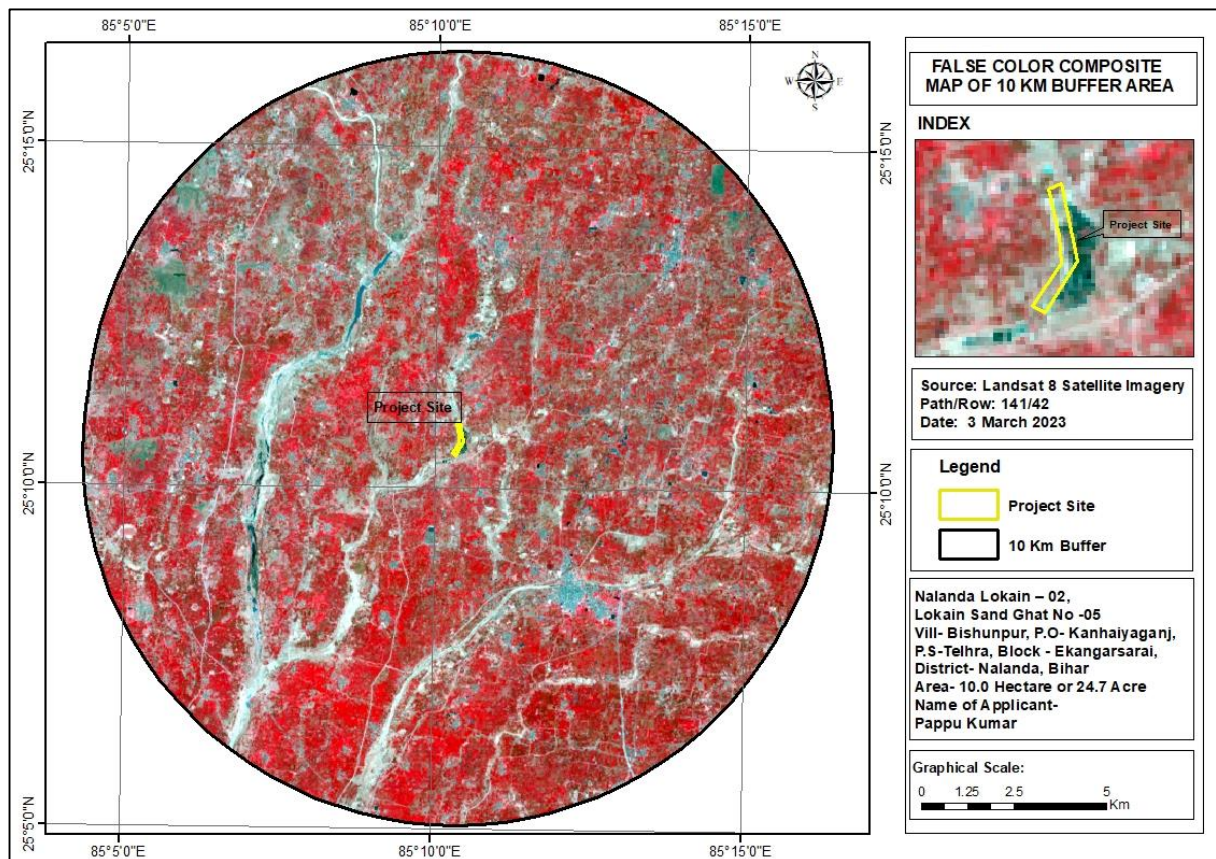 85°5'0"E
85°10'0"E
85°15'0"E
25°15'0"N
25°10'0"N
25°5'0"N
N
W E
S
Project Site
25°15'0"N
25°10'0"N
85°5'0"E
85°10'0"E
85°15'0"E
FALSE COLOR COMPOSITE
MAP OF 10 KM BUFFER AREA
INDEX
Project Site
Source: Landsat 8 Satellite Imagery
Path/Row: 141/42
Date: 3 March 2023
Legend
Project Site
10 Km Buffer
Nalanda Lokain – 02,
Lokain Sand Ghat No -05
Vill- Bishunpur, P.O- Kanhaiyaganj,
P.S-Telhra, Block - Ekangarsarai,
District- Nalanda, Bihar
Area- 10.0 Hectare or 24.7 Acre
Name of Applicant-
Pappu Kumar
Graphical Scale:
0 1.25 2.5 5
Km